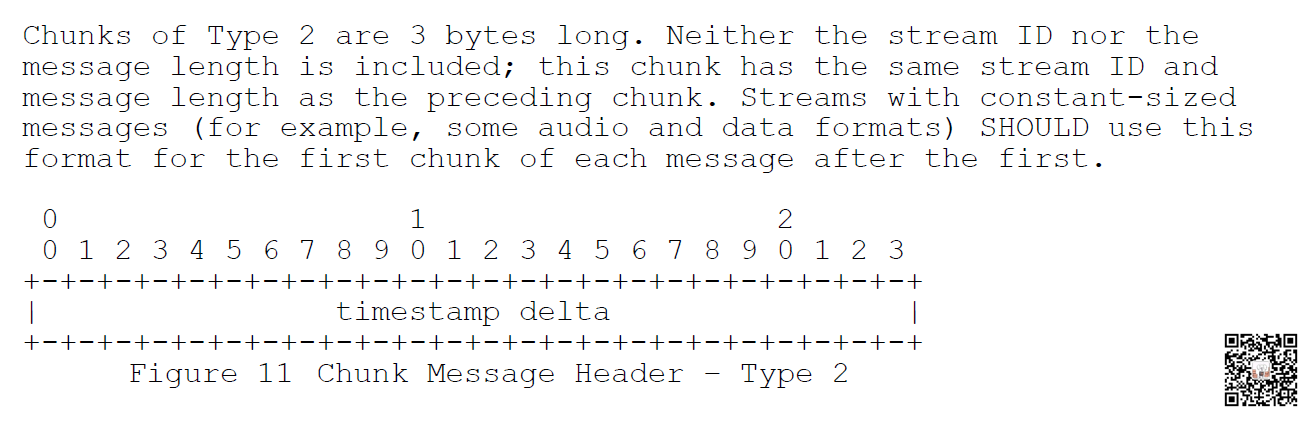 Chunks of Type 2 are 3 bytes long. Neither the stream ID nor the
message length is included; this chunk has the same stream ID and
message length as the preceding chunk. Streams with constant-sized
messages (for example, some audio and data formats) SHOULD use this
format for the first chunk of each message after the first.
0                   1                   2
0 1 2 3 4 5 6 7 8 9 0 1 2 3 4 5 6 7 8 9 0 1 2 3
+-+-+-+-+-+-+-+-+-+-+-+-+-+-+-+-+-+-+-+-+-+-+-+-+
|                timestamp delta                |
+-+-+-+-+-+-+-+-+-+-+-+-+-+-+-+-+-+-+-+-+-+-+-+-+
Figure 11 Chunk Message Header - Type 2